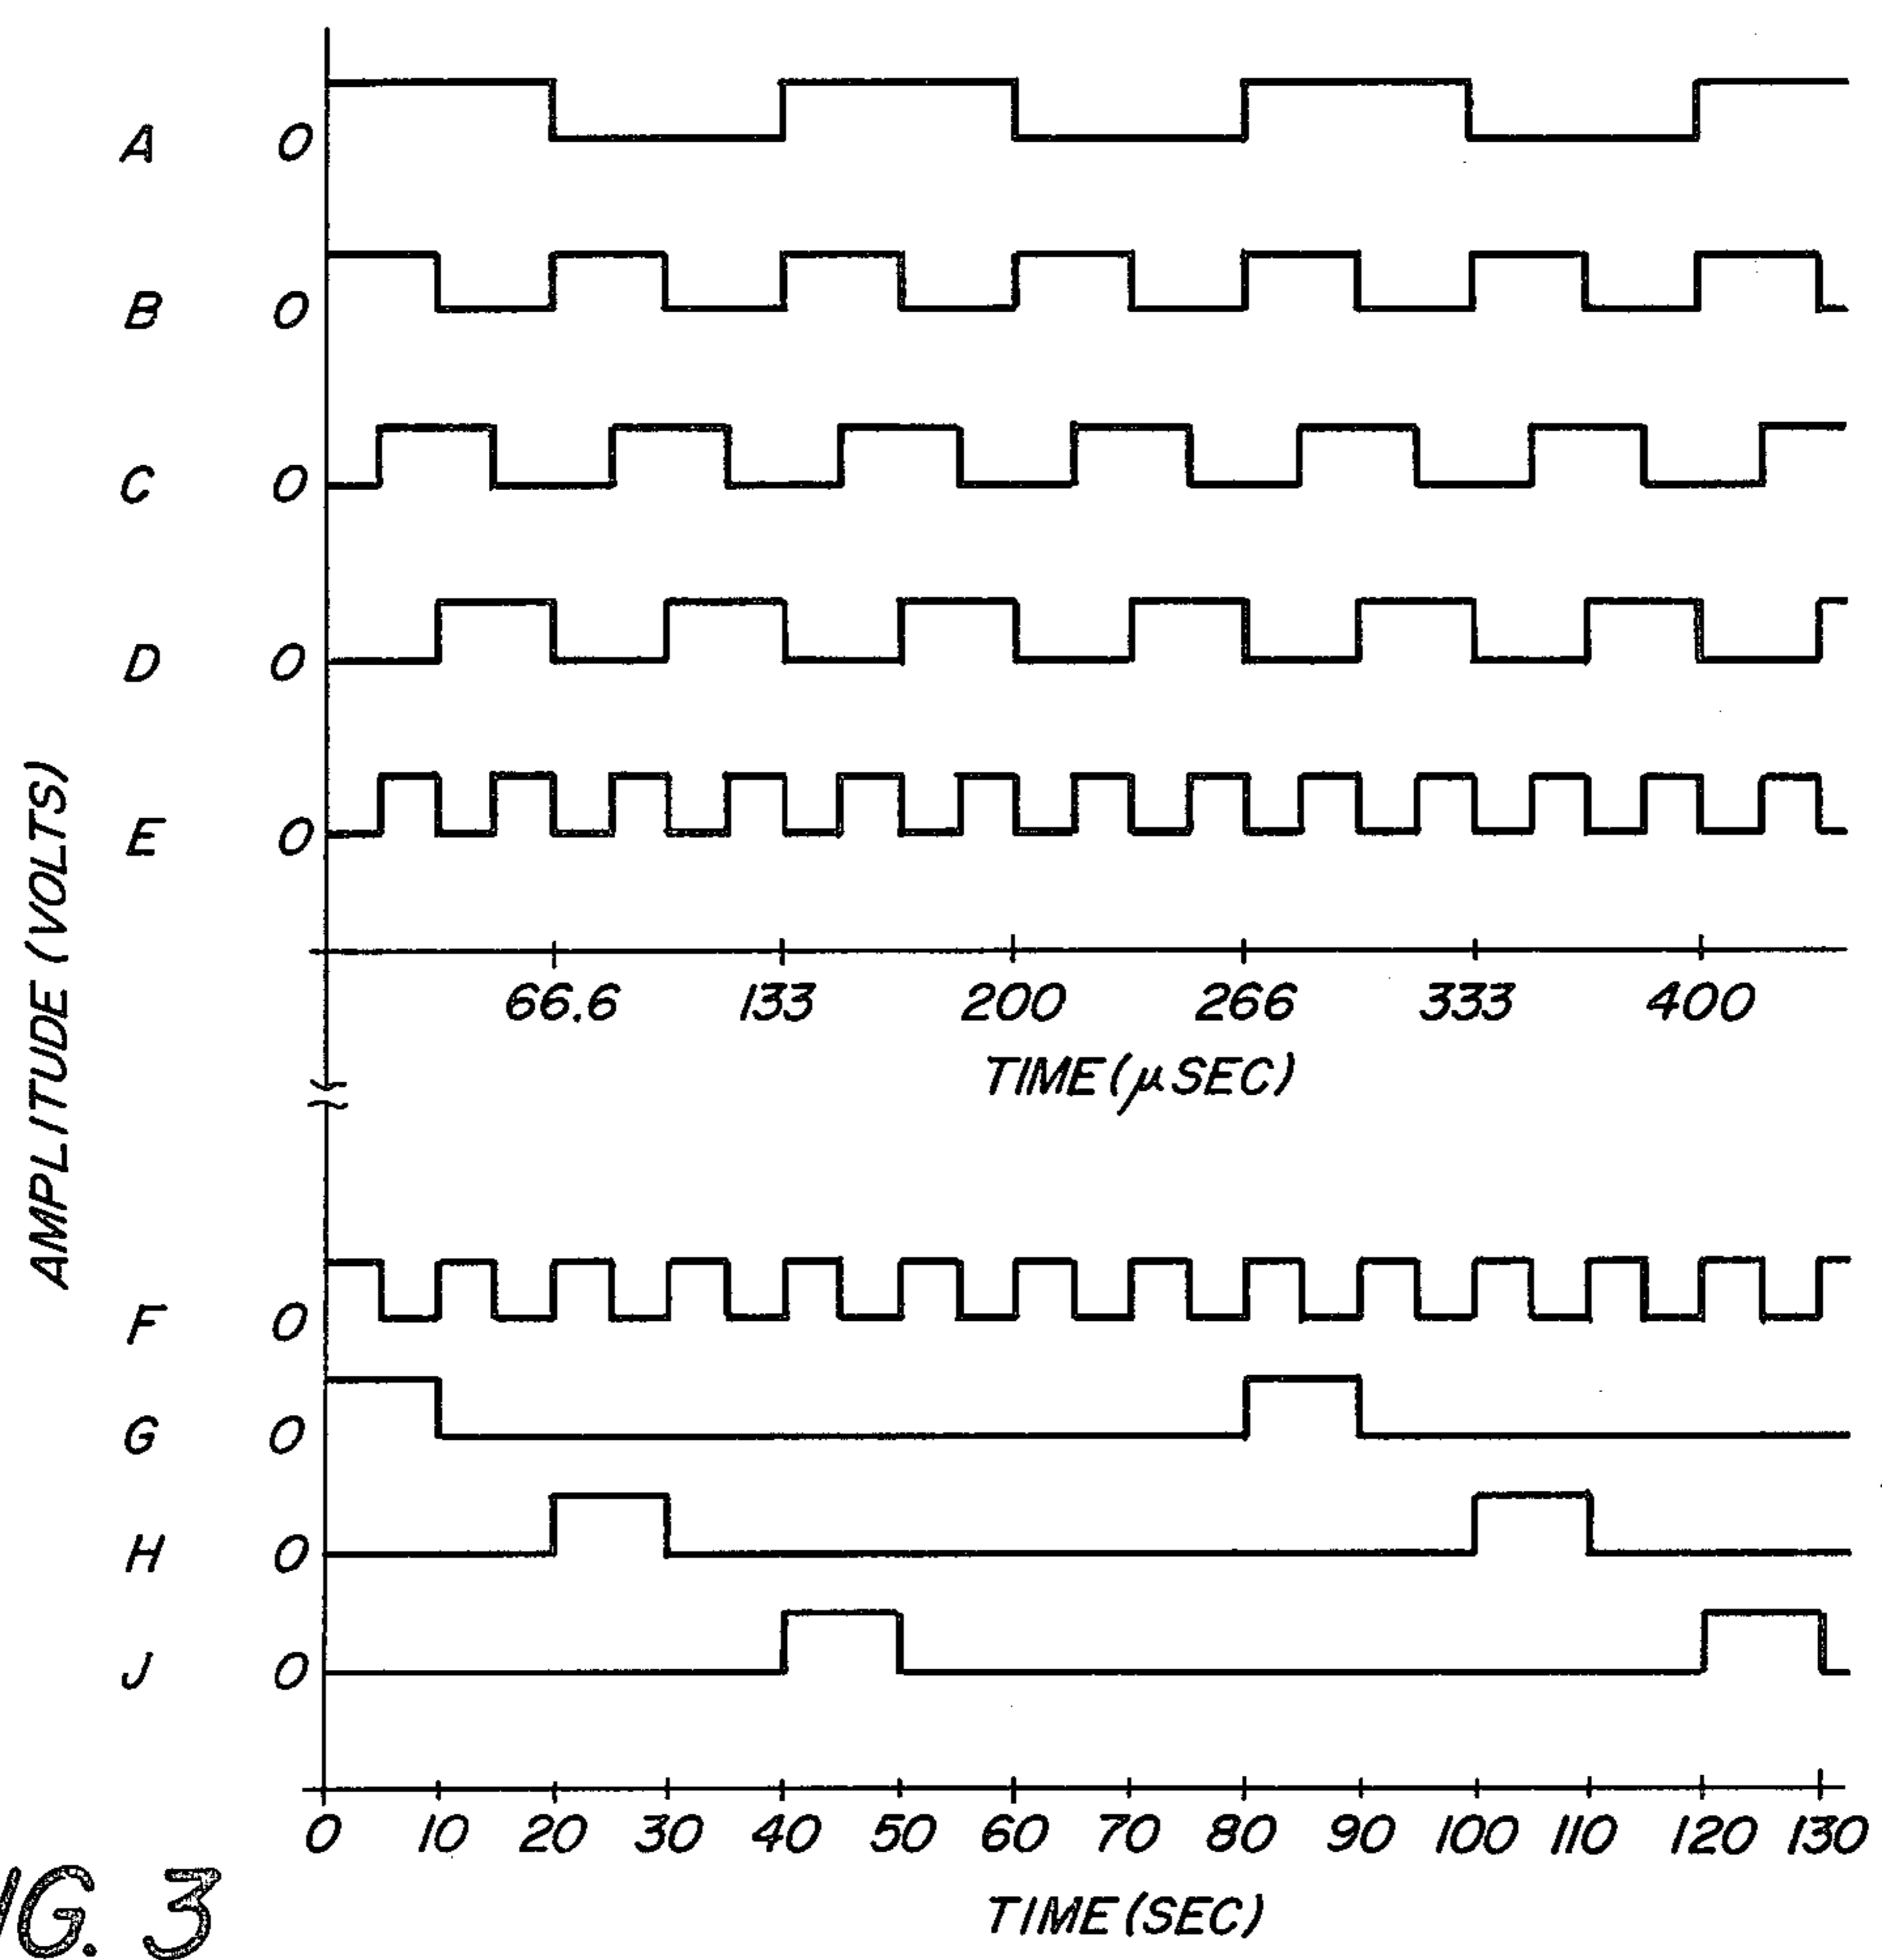 A 0
B 0
C 0
D 0
E 0
AMPLITUDE (VOLTS)
66.6 133 200 266 333 400
TIME (μSEC)
F 0
G 0
H 0
J 0
0 10 20 30 40 50 60 70 80 90 100 110 120 130
TIME (SEC)
IG. 3